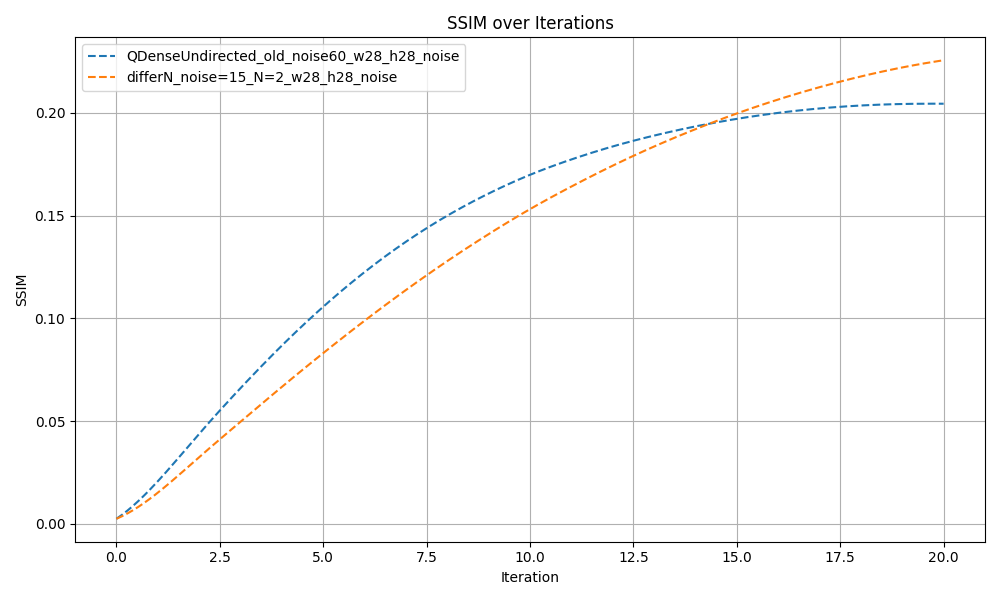 SSIM over Iterations
QDenseUndirected_old_noise60_w28_h28_noise
differN_noise=15_N=2_w28_h28_noise
SSIM
0.20
0.15
0.10
0.05
0.00
0.0 2.5 5.0 7.5 10.0 12.5 15.0 17.5 20.0
Iteration